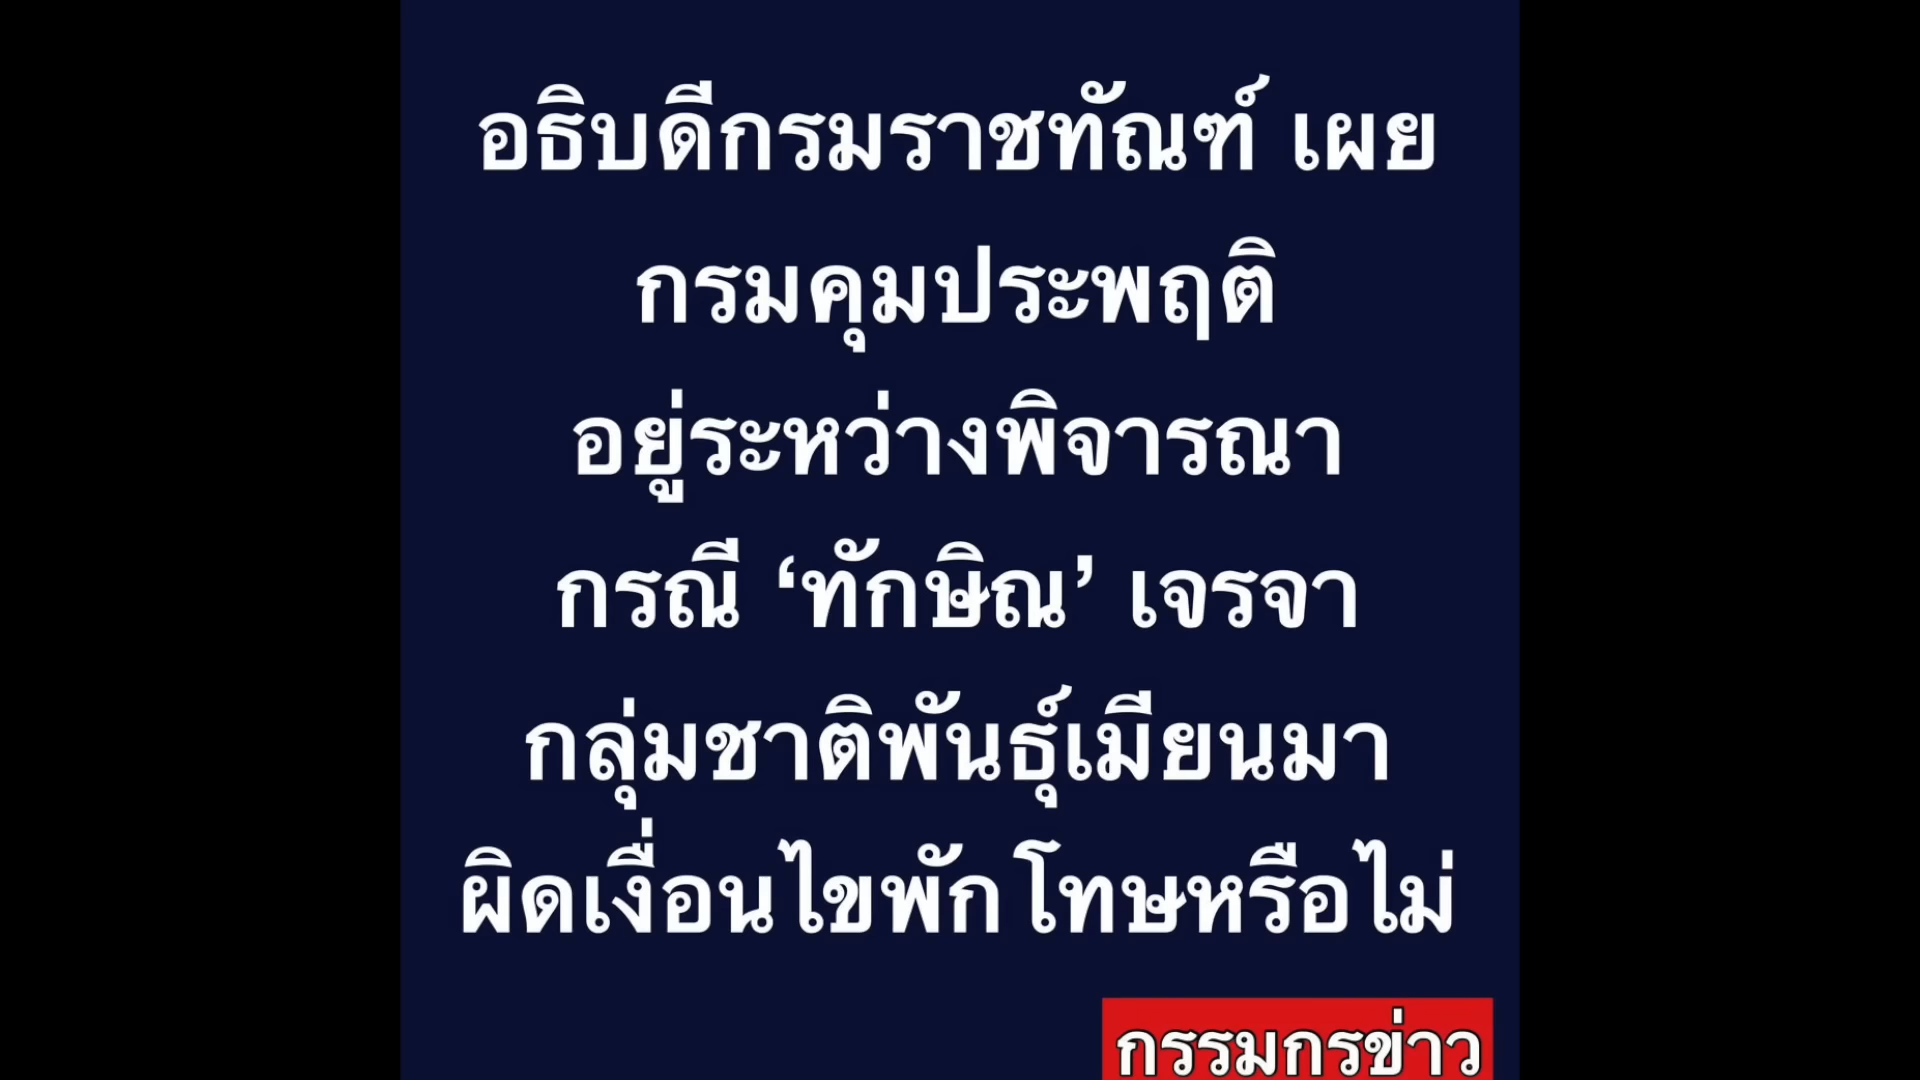 อธิบดีกรมราชทัณฑ์ เผย
กรมคุมประพฤติ
อยู่ระหว่างพิจารณา
กรณี ‘ทักษิณ’ เจรจา
กลุ่มชาติพันธุ์เมียนมา
ผิดเงื่อนไขพักโทษหรือไม่
กรรมกรข่าว